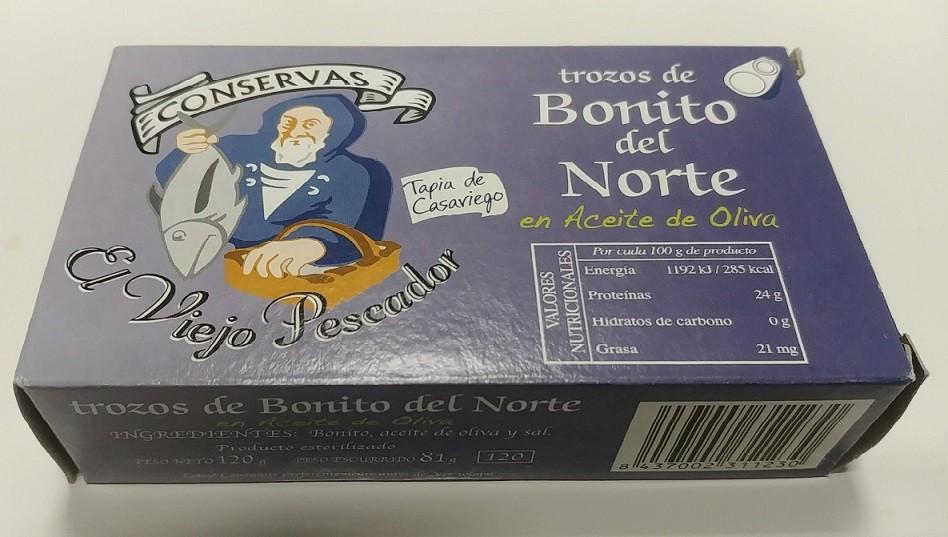 CONSERVAS
Tapia de
Casariego
El Viejo Pescador
trozos de
Bonito
del
Norte
en Aceite de Oliva
VALORES
NUTRICIONALES
Por cada 100 g de producto
Energía 1192 kJ / 285 kcal
Proteínas 24 g
Hidratos de carbono 0 g
Grasa 21 mg
trozos de Bonito del Norte
en Aceite de Oliva
INGREDIENTES: Bonito, aceite de oliva y sal.
Producto esterilizado
PESO NETO 120 g PESO ESCURRIDO 81 g 120
8 437002 311230